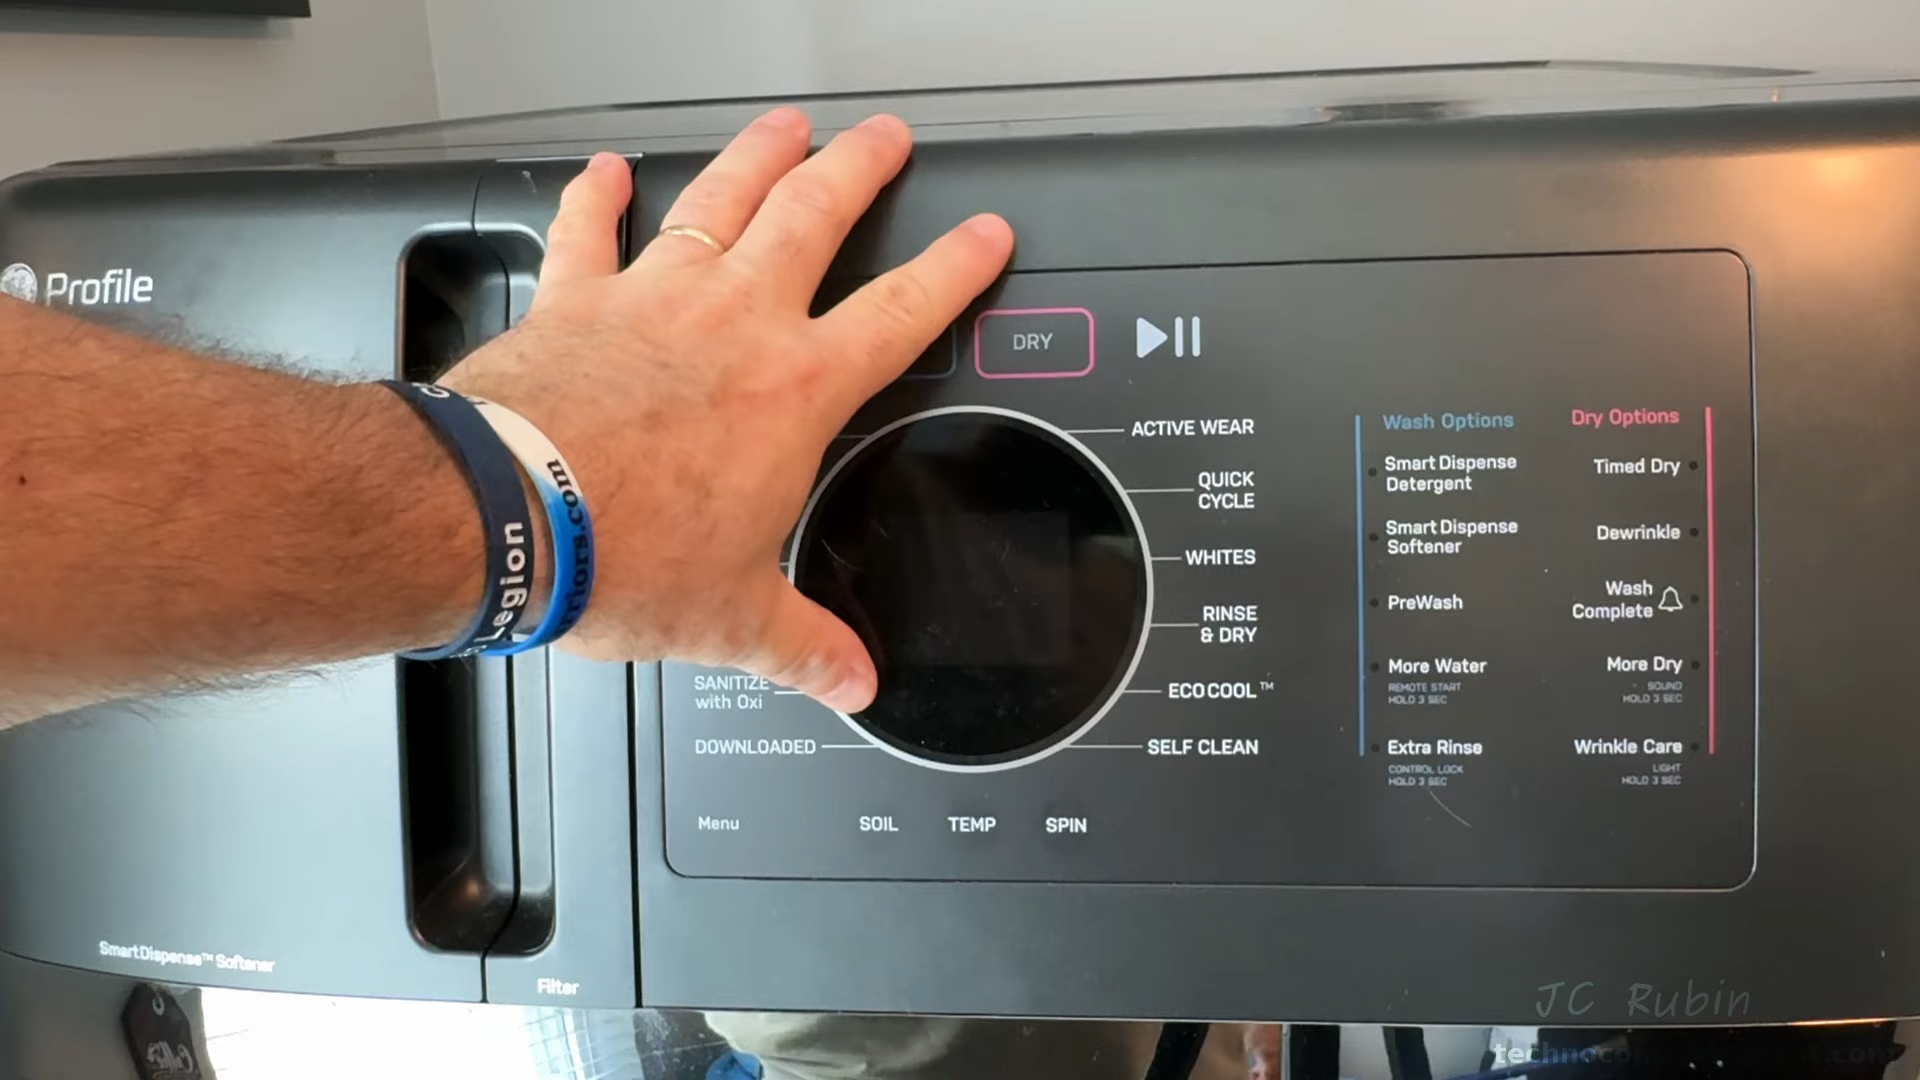 Profile
DRY
ACTIVE WEAR
QUICK
CYCLE
WHITES
RINSE
& DRY
ECO COOL™
SELF CLEAN
SANITIZE
with Oxi
DOWNLOADED
Menu
SOIL
TEMP
SPIN
Wash Options
Smart Dispense
Detergent
Smart Dispense
Softener
PreWash
More Water
REMOTE START
HOLD 3 SEC
Extra Rinse
CONTROL LOCK
HOLD 3 SEC
Dry Options
Timed Dry
Dewrinkle
Wash
Complete
More Dry
SOUND
HOLD 3 SEC
Wrinkle Care
LIGHT
HOLD 3 SEC
Legion
SmartDispense™ Softener
Filter
JC Rubin